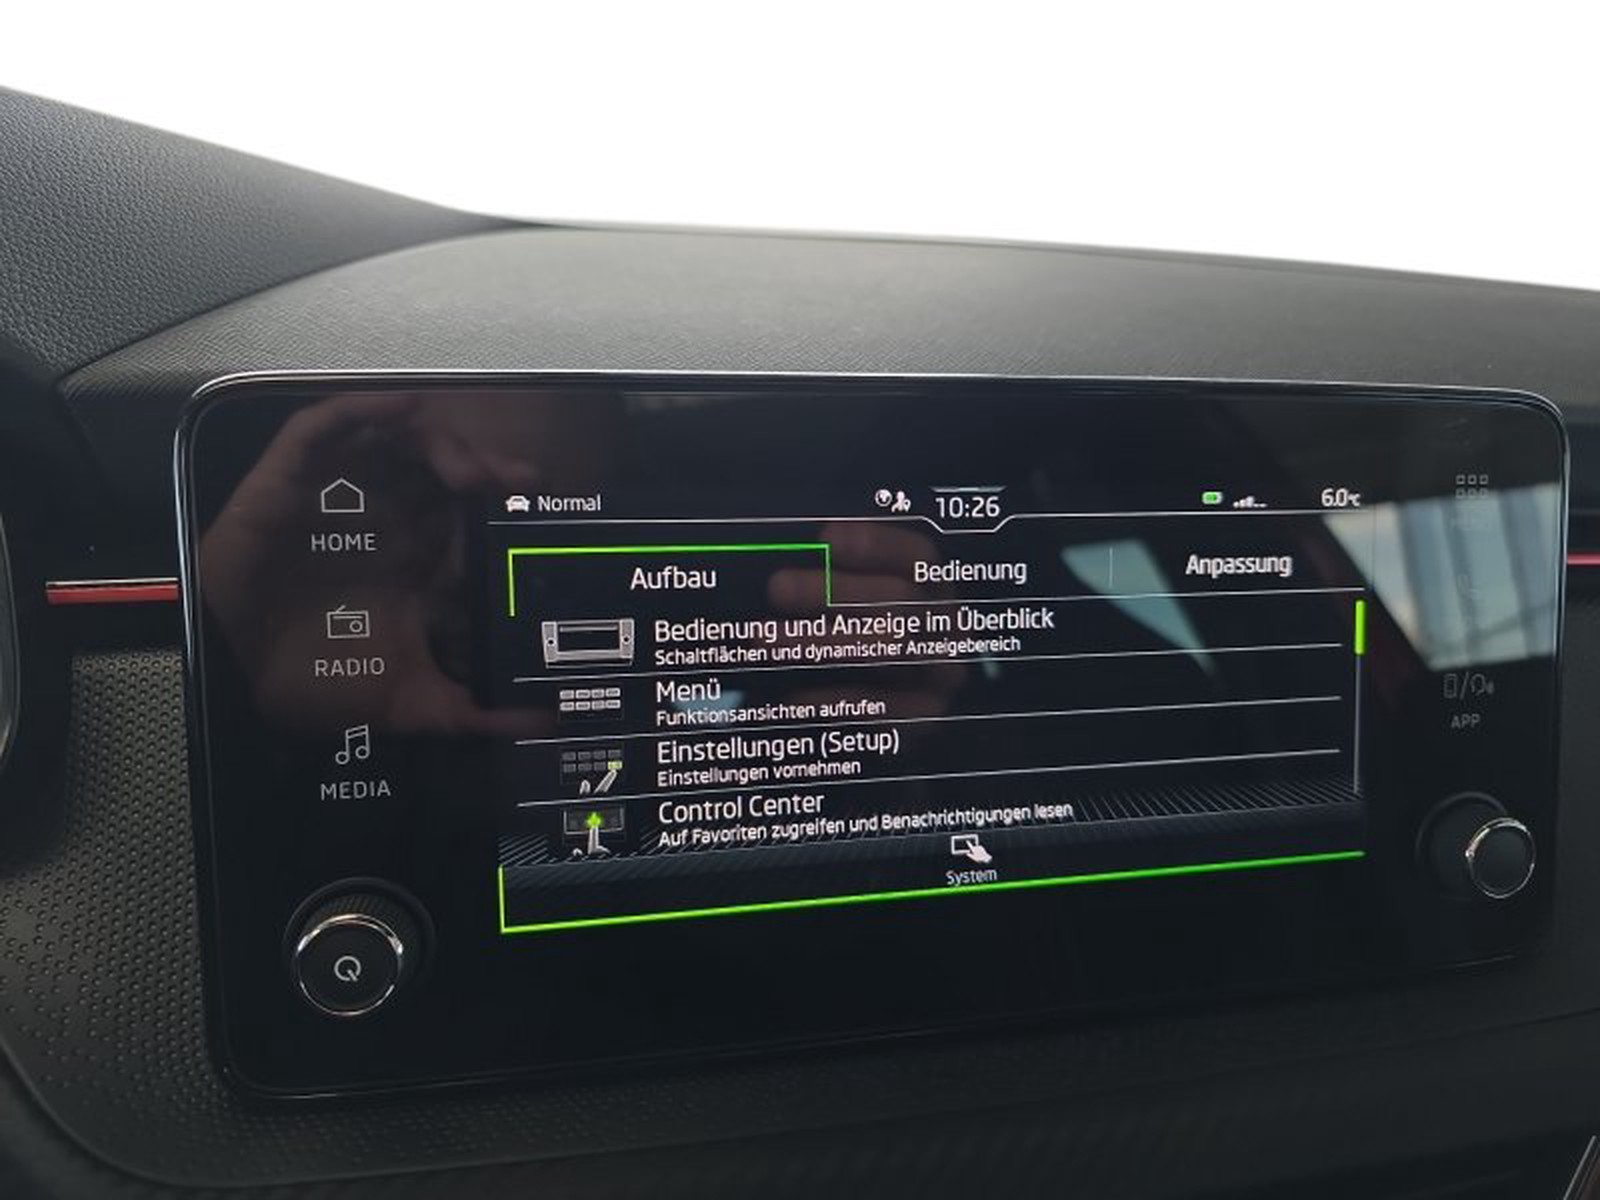 HOME
RADIO
MEDIA
Normal
10:26
6.0°C
Aufbau
Bedienung
Anpassung
Bedienung und Anzeige im Überblick
Schaltflächen und dynamischer Anzeigebereich
Menü
Funktionsansichten aufrufen
Einstellungen (Setup)
Einstellungen vornehmen
Control Center
Auf Favoriten zugreifen und Benachrichtigungen lesen
System
APP